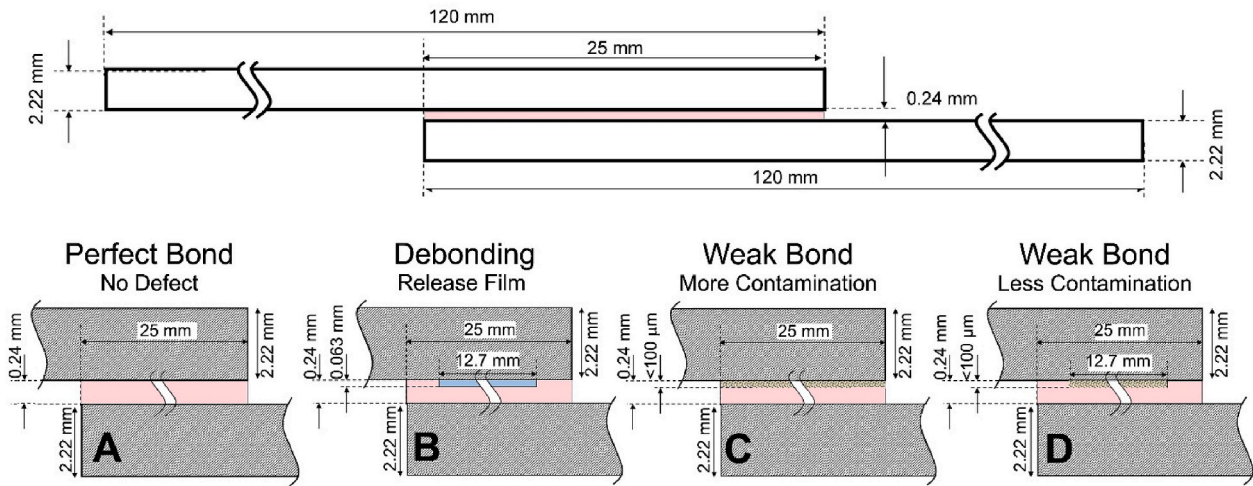 120 mm
25 mm
2.22 mm
0.24 mm
2.22 mm
120 mm
Perfect Bond
No Defect
0.24 mm
25 mm
2.22 mm
2.22 mm
A
Debonding
Release Film
0.24 mm
0.063 mm
25 mm
12.7 mm
2.22 mm
2.22 mm
B
Weak Bond
More Contamination
0.24 mm
<100 µm
25 mm
2.22 mm
2.22 mm
C
Weak Bond
Less Contamination
0.24 mm
<100 µm
25 mm
12.7 mm
2.22 mm
2.22 mm
D